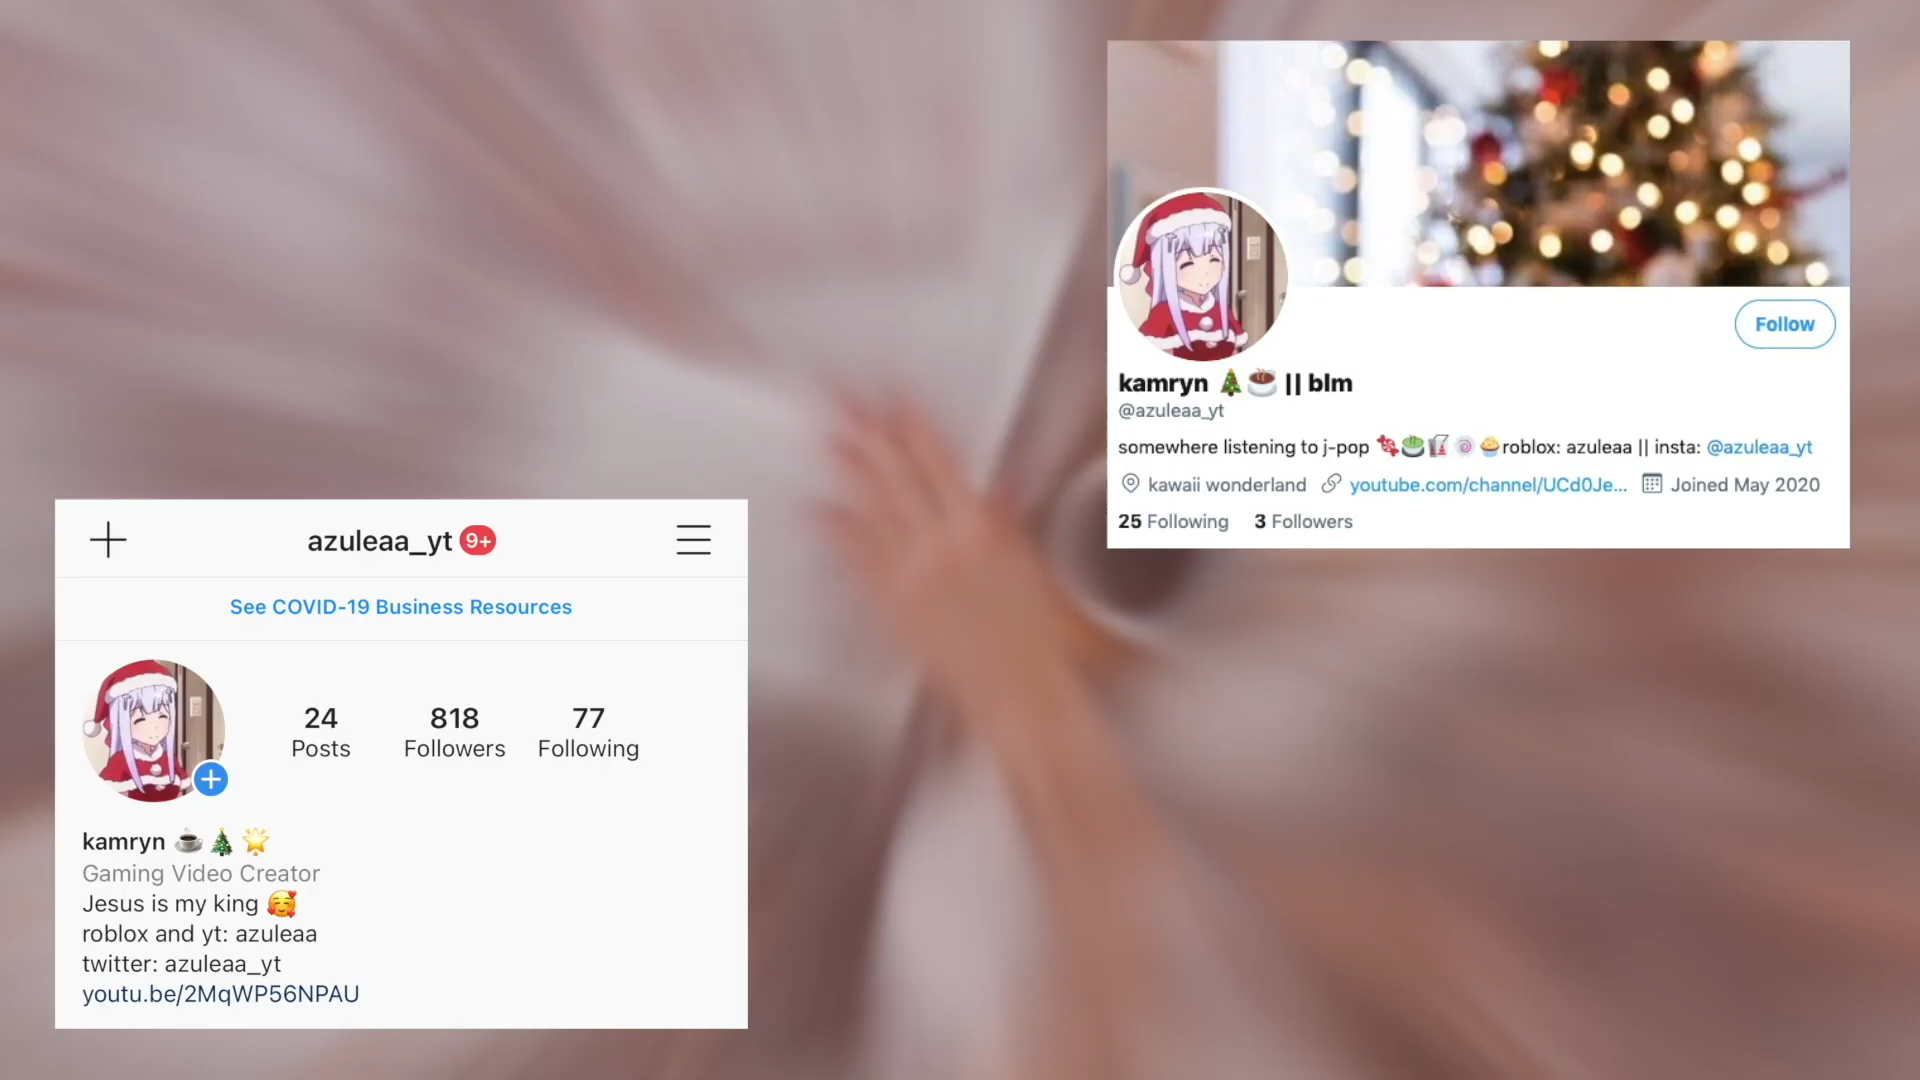 Follow
kamryn 🎄☕ || blm
@azuleaa_yt
somewhere listening to j-pop 🍬🍵🥤🍥🧁roblox: azuleaa || insta: @azuleaa_yt
kawaii wonderland youtube.com/channel/UCd0Je... Joined May 2020
25 Following 3 Followers
azuleaa_yt 9+
See COVID-19 Business Resources
24 818 77
Posts Followers Following
kamryn ☕🎄🌟
Gaming Video Creator
Jesus is my king 🥰
roblox and yt: azuleaa
twitter: azuleaa_yt
youtu.be/2MqWP56NPAU